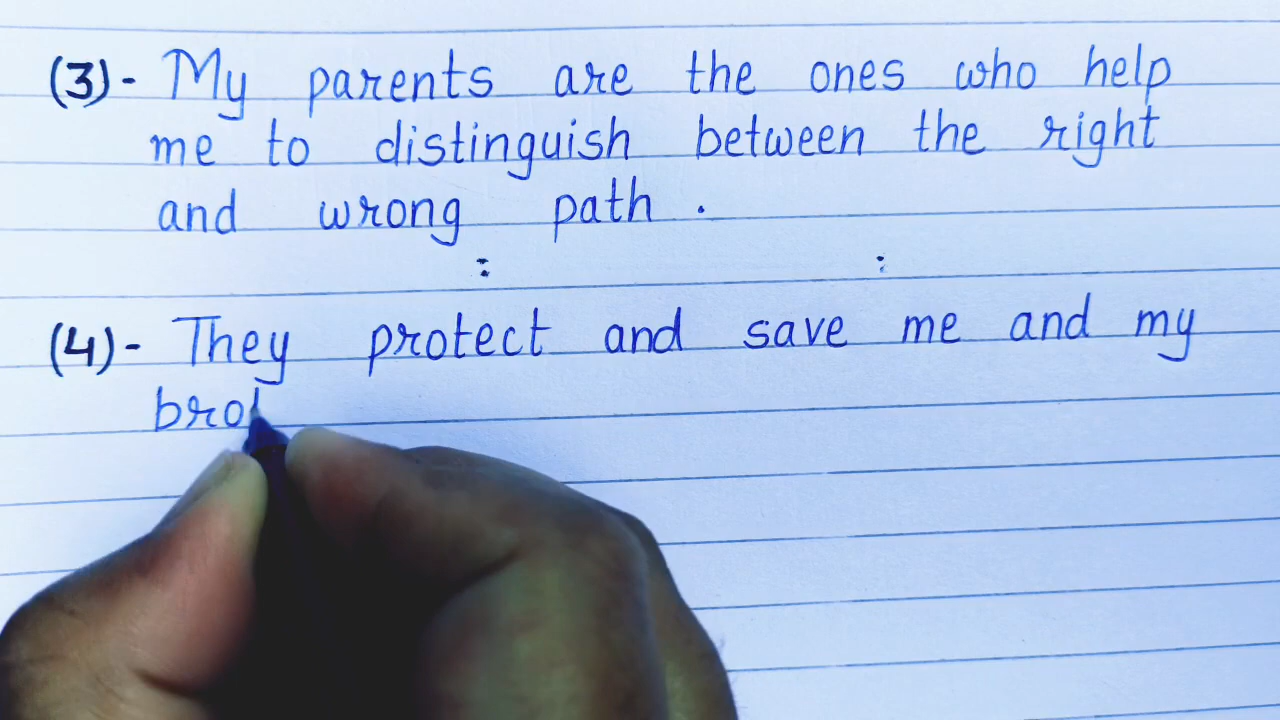 (3)- My parents are the ones who help
me to distinguish between the right
and wrong path .
: :
(4)- They protect and save me and my